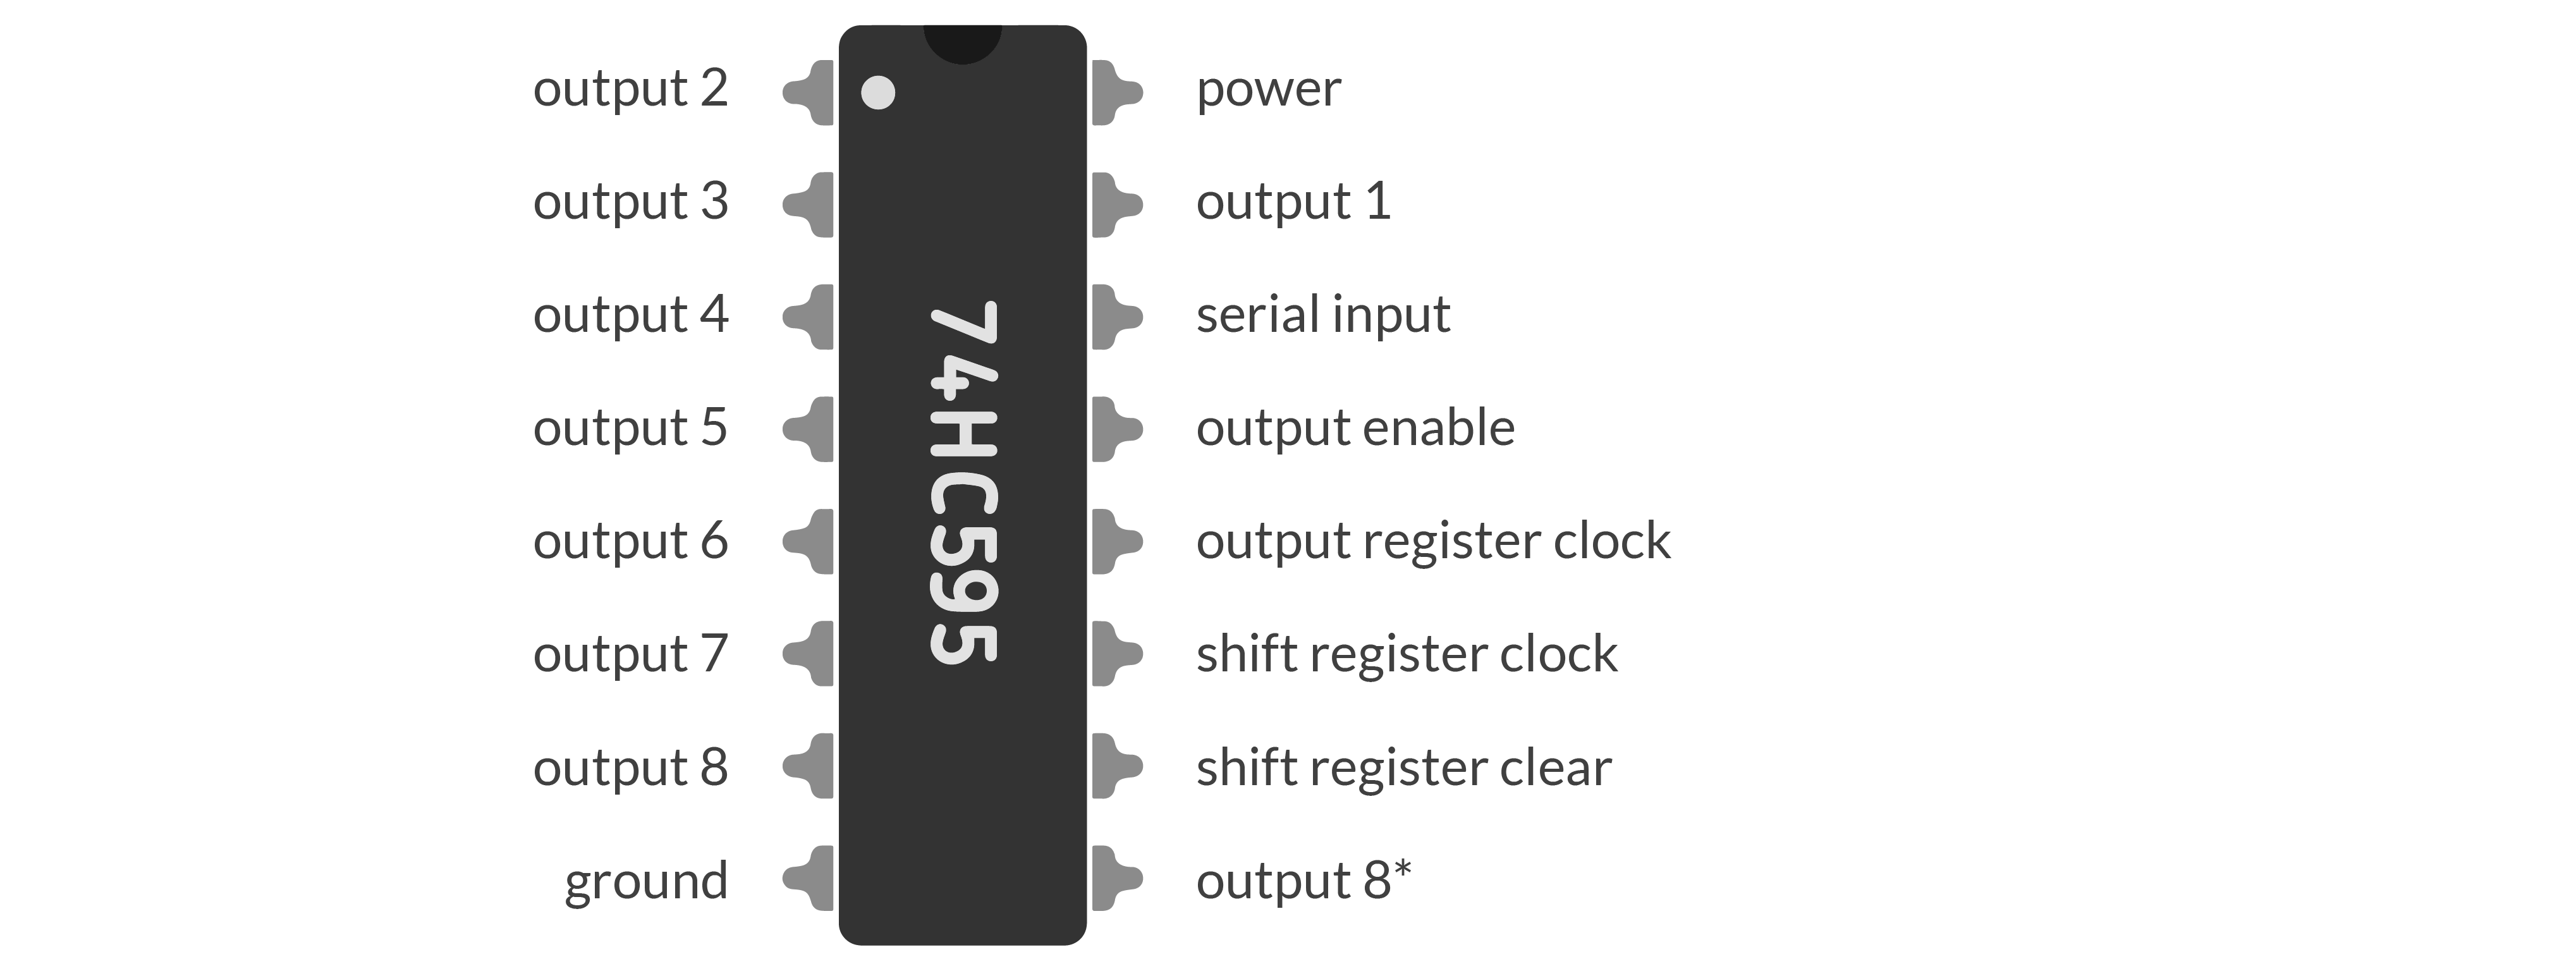 output 2
output 3
output 4
output 5
output 6
output 7
output 8
ground
74HC595
power
output 1
serial input
output enable
output register clock
shift register clock
shift register clear
output 8*